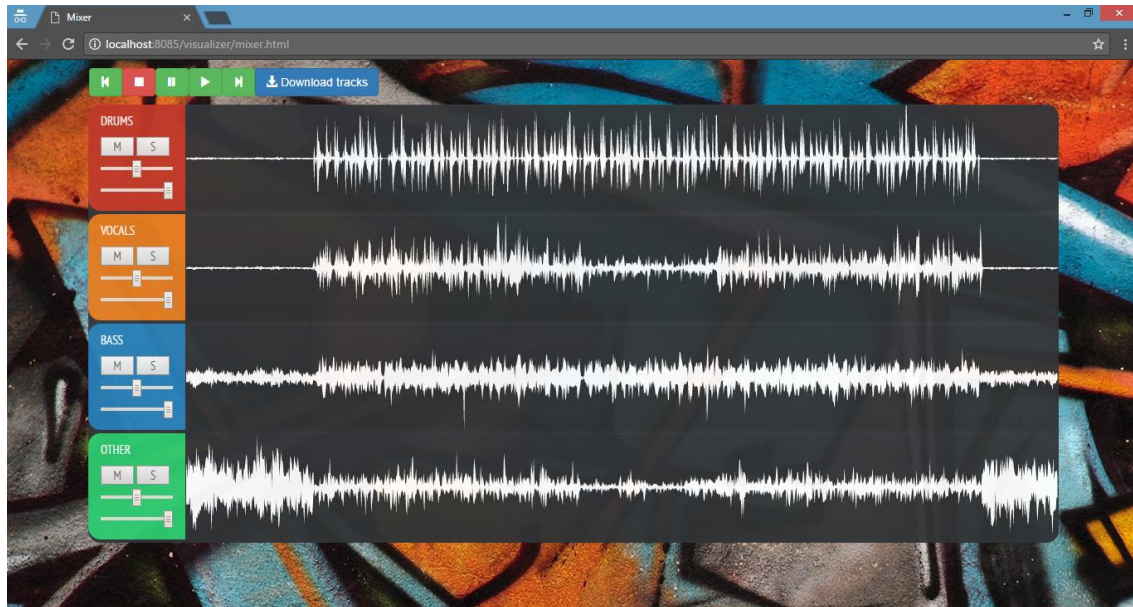 Mixer
localhost:8085/visualizer/mixer.html
Download tracks
DRUMS
M S
VOCALS
M S
BASS
M S
OTHER
M S